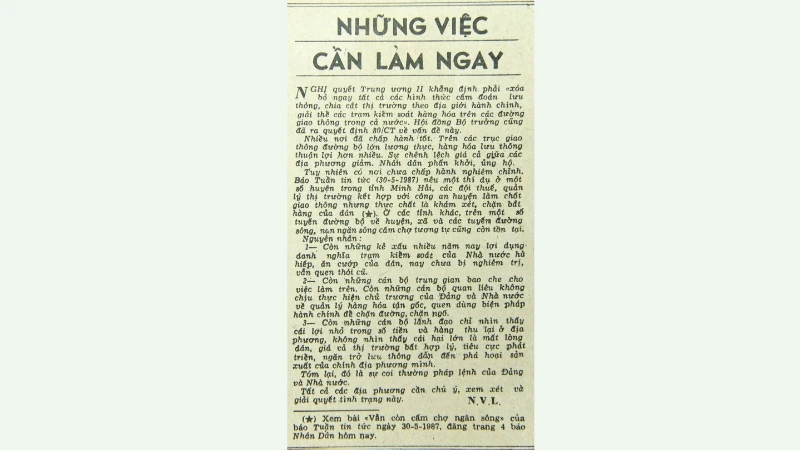 NHỮNG VIỆC
CẦN LÀM NGAY
NGHỊ quyết Trung ương II khẳng định phải «xóa
bỏ ngay tất cả các hình thức cấm đoán lưu
thông, chia cắt thị trường theo địa giới hành chính,
giải thể các trạm kiểm soát hàng hóa trên các đường
giao thông trong cả nước». Hội đồng Bộ trưởng cũng
đã ra quyết định 80/CT về vấn đề này.
Nhiều nơi đã chấp hành tốt. Trên các trục giao
thông đường bộ lớn lương thực, hàng hóa lưu thông
thuận lợi hơn nhiều. Sự chênh lệch giá cả giữa các
địa phương giảm. Nhân dân phấn khởi, ủng hộ.
Tuy nhiên có nơi chưa chấp hành nghiêm chỉnh.
Báo Tuần tin tức (30-5-1987) nêu một thí dụ ở một
số huyện trong tỉnh Minh Hải, các đội thuế, quản
lý thị trường kết hợp với công an huyện làm chốt
giao thông nhưng thực chất là khám xét, chặn bắt
hàng của dân (★). Ở các tỉnh khác, trên một số
tuyến đường bộ về huyện, xã và các tuyến đường
sông, nạn ngăn sông cấm chợ tương tự cũng còn tồn tại.
Nguyên nhân :
1— Còn những kẻ xấu nhiều năm nay lợi dụng
danh nghĩa trạm kiểm soát của Nhà nước hà
hiếp, ăn cướp của dân, nay chưa bị nghiêm trị,
vẫn quen thói cũ.
2— Còn những cán bộ trung gian bao che cho
việc làm trên. Còn những cán bộ quan liêu không
chịu thực hiện chủ trương của Đảng và Nhà nước
về quản lý hàng hóa tận gốc, quen dùng biện pháp
hành chính để chặn đường, chặn ngõ.
3— Còn những cán bộ lãnh đạo chỉ nhìn thấy
cái lợi nhỏ trong số tiền và hàng thu lại ở địa
phương, không nhìn thấy cái hại lớn là mất lòng
dân, giá cả thị trường bất hợp lý, tiêu cực phát
triển, ngăn trở lưu thông dẫn đến phá hoại sản
xuất của chính địa phương mình.
Tóm lại, đó là sự coi thường pháp lệnh của Đảng
và Nhà nước.
Tất cả các địa phương cần chú ý, xem xét và
giải quyết tình trạng này. N.V.L.
(★) Xem bài «Vẫn còn cấm chợ ngăn sông» của
báo Tuần tin tức ngày 30-5-1987, đăng trang 4 báo
Nhân Dân hôm nay.